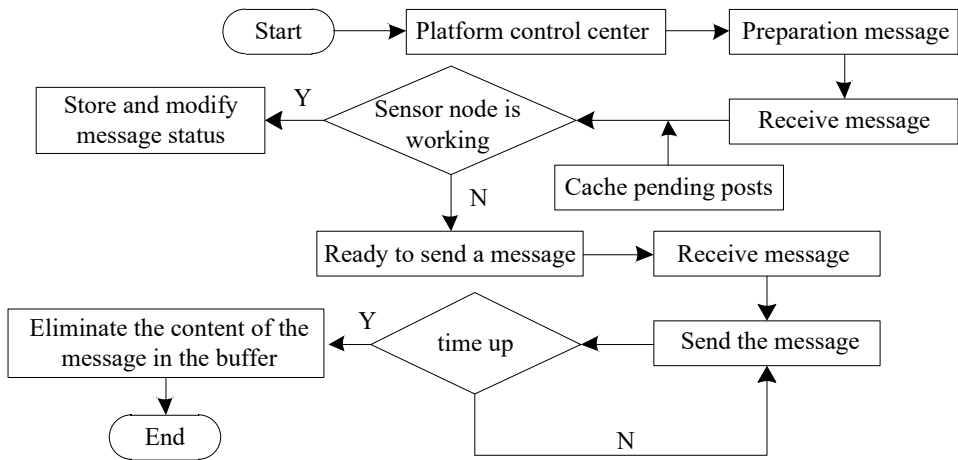 Start
Platform control center
Preparation message
Receive message
Y
Sensor node is
working
Store and modify
message status
Cache pending posts
N
Ready to send a message
Receive message
Send the message
time up
Y
Eliminate the content of the
message in the buffer
N
End